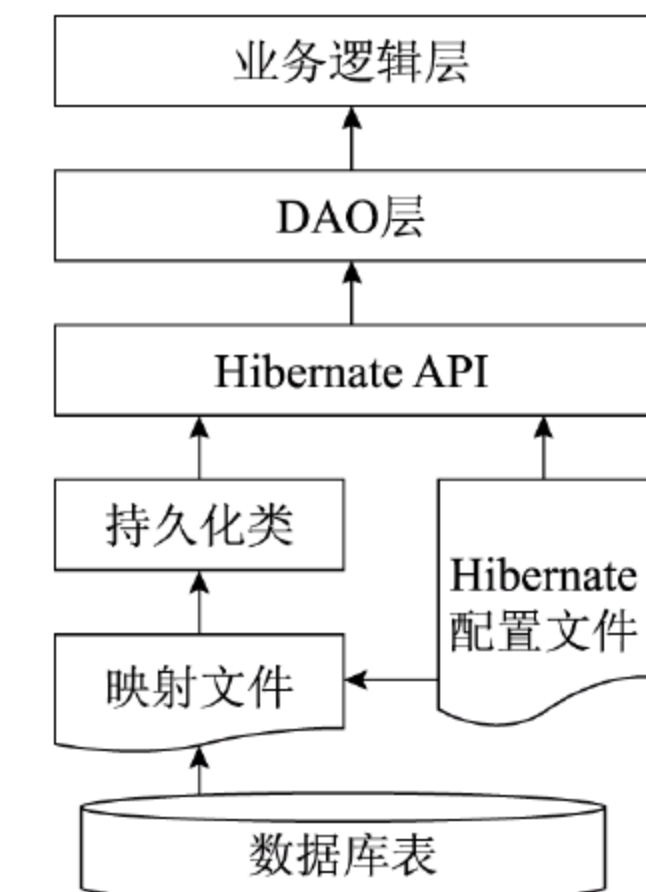 业务逻辑层
DAO层
Hibernate API
持久化类
Hibernate
配置文件
映射文件
数据库表